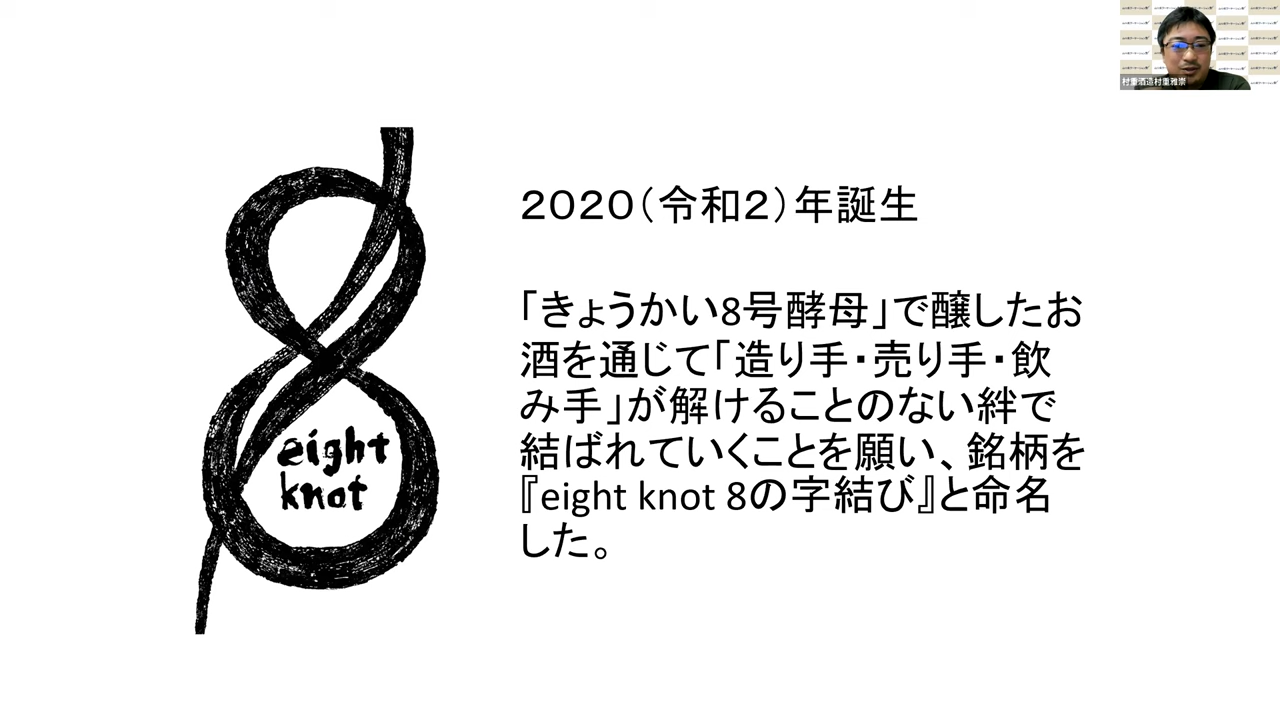 村重酒造村重雅崇
２０２０（令和２）年誕生
「きょうかい8号酵母」で醸したお
酒を通じて「造り手・売り手・飲
み手」が解けることのない絆で
結ばれていくことを願い、銘柄を
『eight knot 8の字結び』と命名
した。
eight
knot